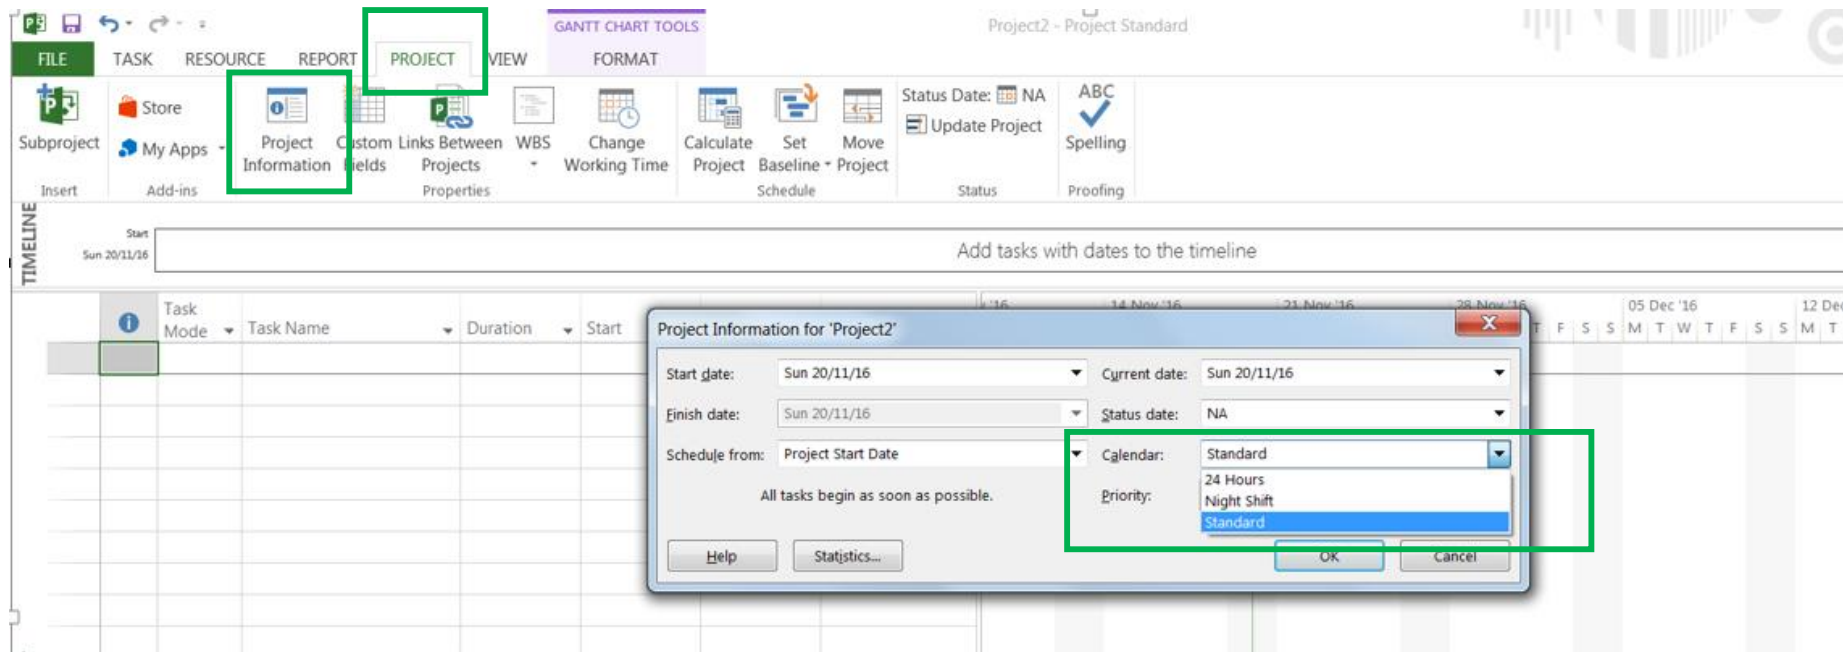 GANTT CHART TOOLS
Project2 - Project Standard
FILE TASK RESOURCE REPORT PROJECT VIEW FORMAT
Subproject
Store
My Apps
Project Information
Custom Fields
Links Between Projects
WBS
Change Working Time
Calculate Project
Set Baseline
Move Project
Status Date: NA
Update Project
ABC
Spelling
Insert Add-ins Properties Schedule Status Proofing
TIMELINE
Start
Sun 20/11/16
Add tasks with dates to the timeline
Task Mode Task Name Duration Start
'16 14 Nov '16 21 Nov '16 28 Nov '16 05 Dec '16 12 Dec
T F S S M T W T F S S M T
Project Information for 'Project2'
X
Start date: Sun 20/11/16 Current date: Sun 20/11/16
Finish date: Sun 20/11/16 Status date: NA
Schedule from: Project Start Date Calendar: Standard
24 Hours
All tasks begin as soon as possible. Priority: Night Shift
Standard
Help Statistics... OK Cancel